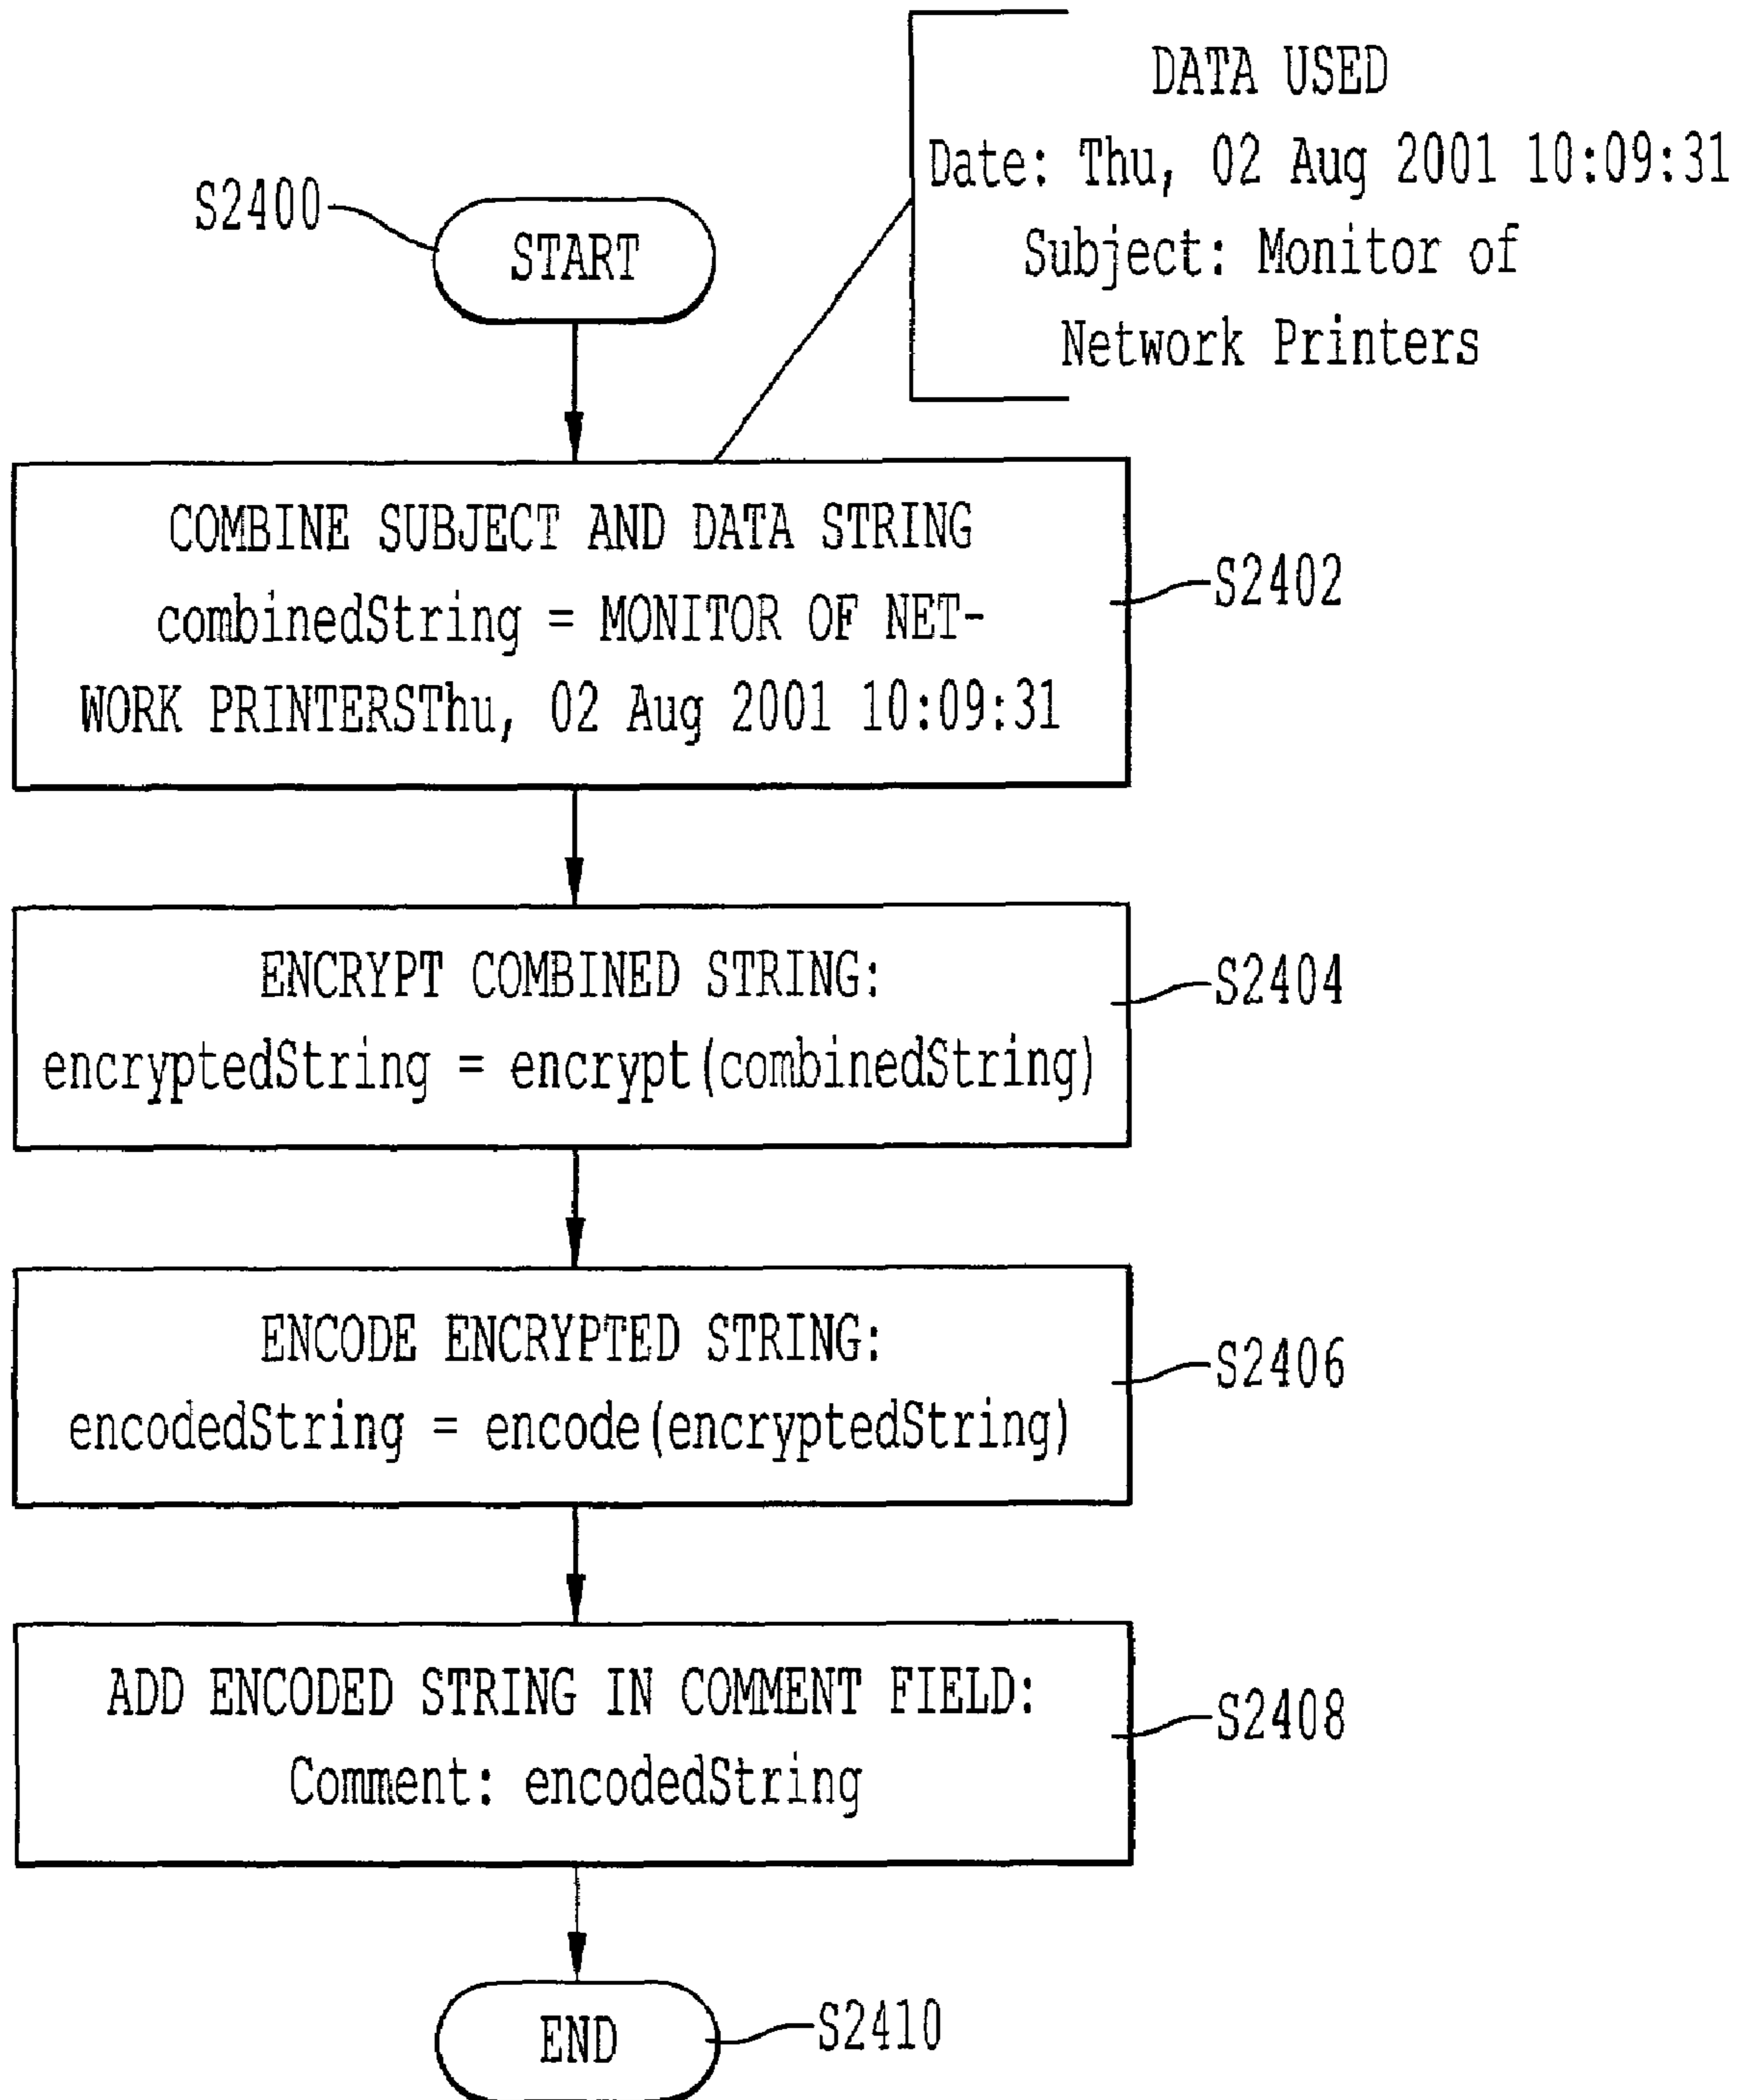 DATA USED
Date: Thu, 02 Aug 2001 10:09:31
Subject: Monitor of
Network Printers
S2400
START
COMBINE SUBJECT AND DATA STRING
combinedString = MONITOR OF NET-
WORK PRINTERSThu, 02 Aug 2001 10:09:31
S2402
ENCRYPT COMBINED STRING:
encryptedString = encrypt(combinedString)
S2404
ENCODE ENCRYPTED STRING:
encodedString = encode(encryptedString)
S2406
ADD ENCODED STRING IN COMMENT FIELD:
Comment: encodedString
S2408
END
S2410